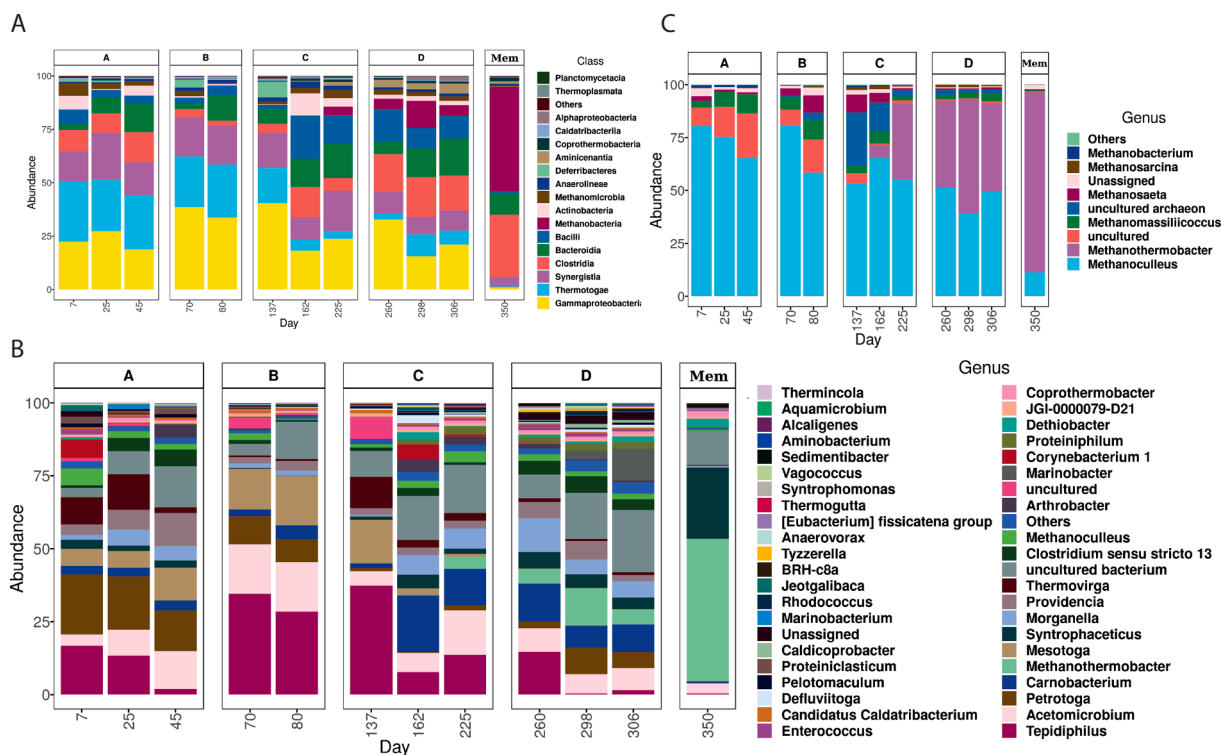 A
A
B
C
D
Mem
100
75
50
25
0
Abundance
7
25
45
70
80
137
162
225
260
298
306
350
Day
Class
Planctomycetacia
Thermoplasmata
Others
Alphaproteobacteria
Caldatribacteriia
Coprothermobacteria
Aminicenantia
Deferribacteres
Anaerolineae
Methanomicrobia
Actinobacteria
Methanobacteria
Bacilli
Bacteroidia
Clostridia
Synergistia
Thermotogae
Gammaproteobacteria
C
A
B
C
D
Mem
100
75
50
25
0
Abundance
7
25
45
70
80
137
162
225
260
298
306
350
Day
Genus
Others
Methanobacterium
Methanosarcina
Unassigned
Methanosaeta
uncultured archaeon
Methanomassiliicoccus
uncultured
Methanothermobacter
Methanoculleus
B
A
B
C
D
Mem
100
75
50
25
0
Abundance
7
25
45
70
80
137
162
225
260
298
306
350
Day
Genus
Thermincola
Aquamicrobium
Alcaligenes
Aminobacterium
Sedimentibacter
Vagococcus
Syntrophomonas
Thermogutta
[Eubacterium] fissicatena group
Anaerovorax
Tyzzerella
BRH-c8a
Jeotgalibaca
Rhodococcus
Marinobacterium
Unassigned
Caldicoprobacter
Proteiniclasticum
Pelotomaculum
Defluviitoga
Candidatus Caldatribacterium
Enterococcus
Coprothermobacter
JGI-0000079-D21
Dethiobacter
Proteiniphilum
Corynebacterium 1
Marinobacter
uncultured
Arthrobacter
Others
Methanoculleus
Clostridium sensu stricto 13
uncultured bacterium
Thermovirga
Providencia
Morganella
Syntrophaceticus
Mesotoga
Methanothermobacter
Carnobacterium
Petrotoga
Acetomicrobium
Tepidiphilus